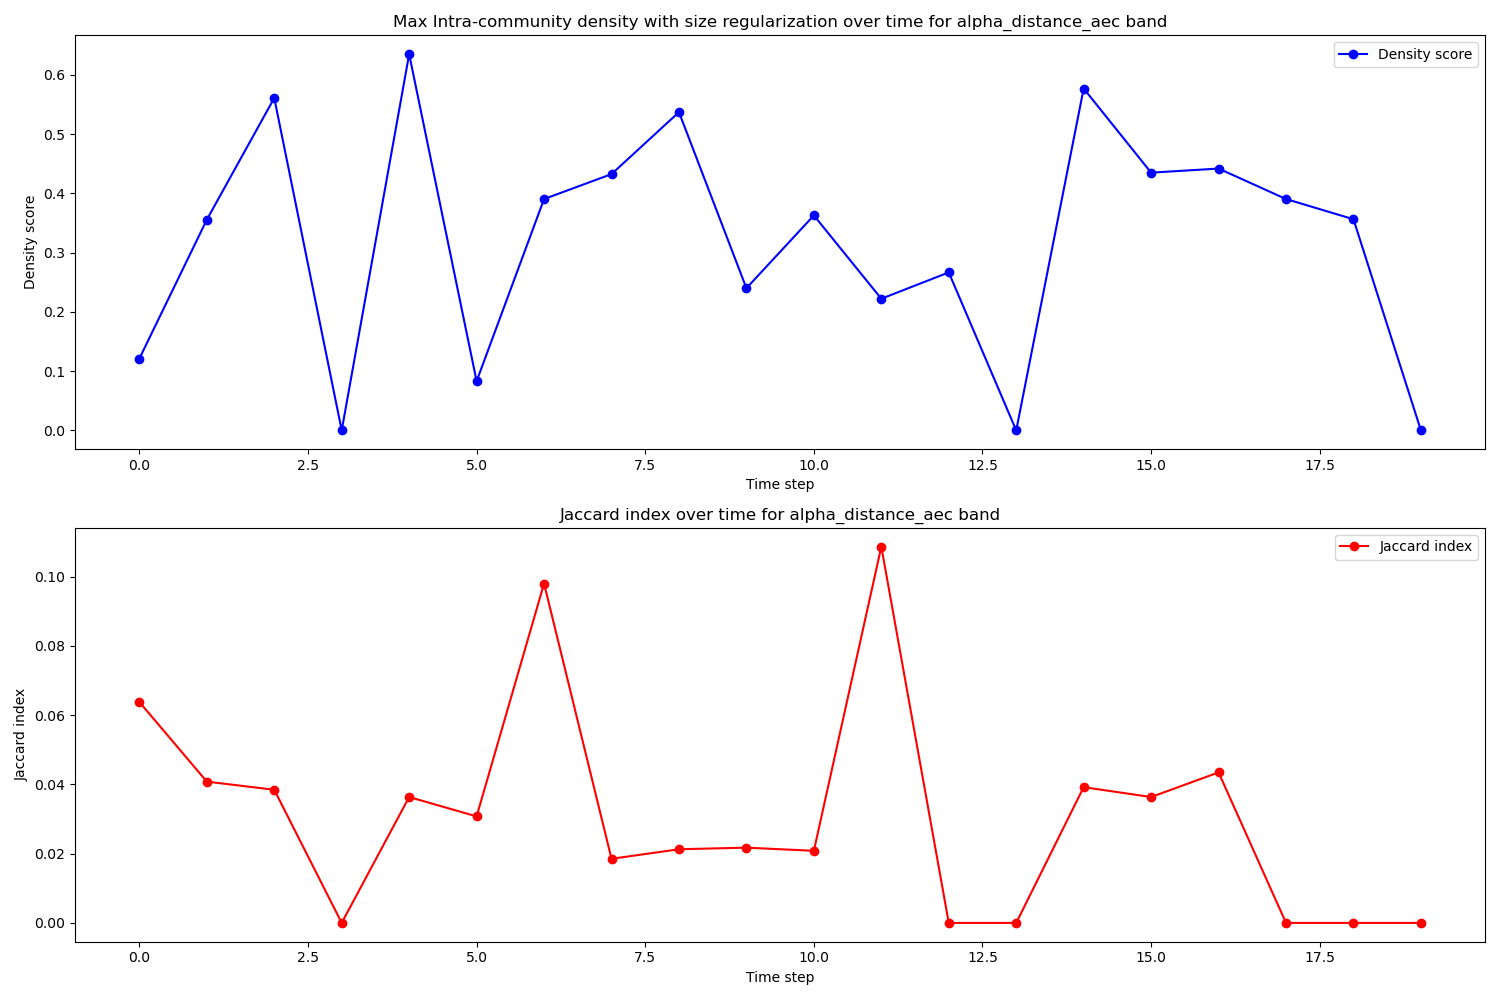 Max Intra-community density with size regularization over time for alpha_distance_aec band
Density score
0.6
0.5
0.4
0.3
0.2
0.1
0.0
Density score
0.0 2.5 5.0 7.5 10.0 12.5 15.0 17.5
Time step
Jaccard index over time for alpha_distance_aec band
Jaccard index
0.10
0.08
0.06
0.04
0.02
0.00
Jaccard index
0.0 2.5 5.0 7.5 10.0 12.5 15.0 17.5
Time step